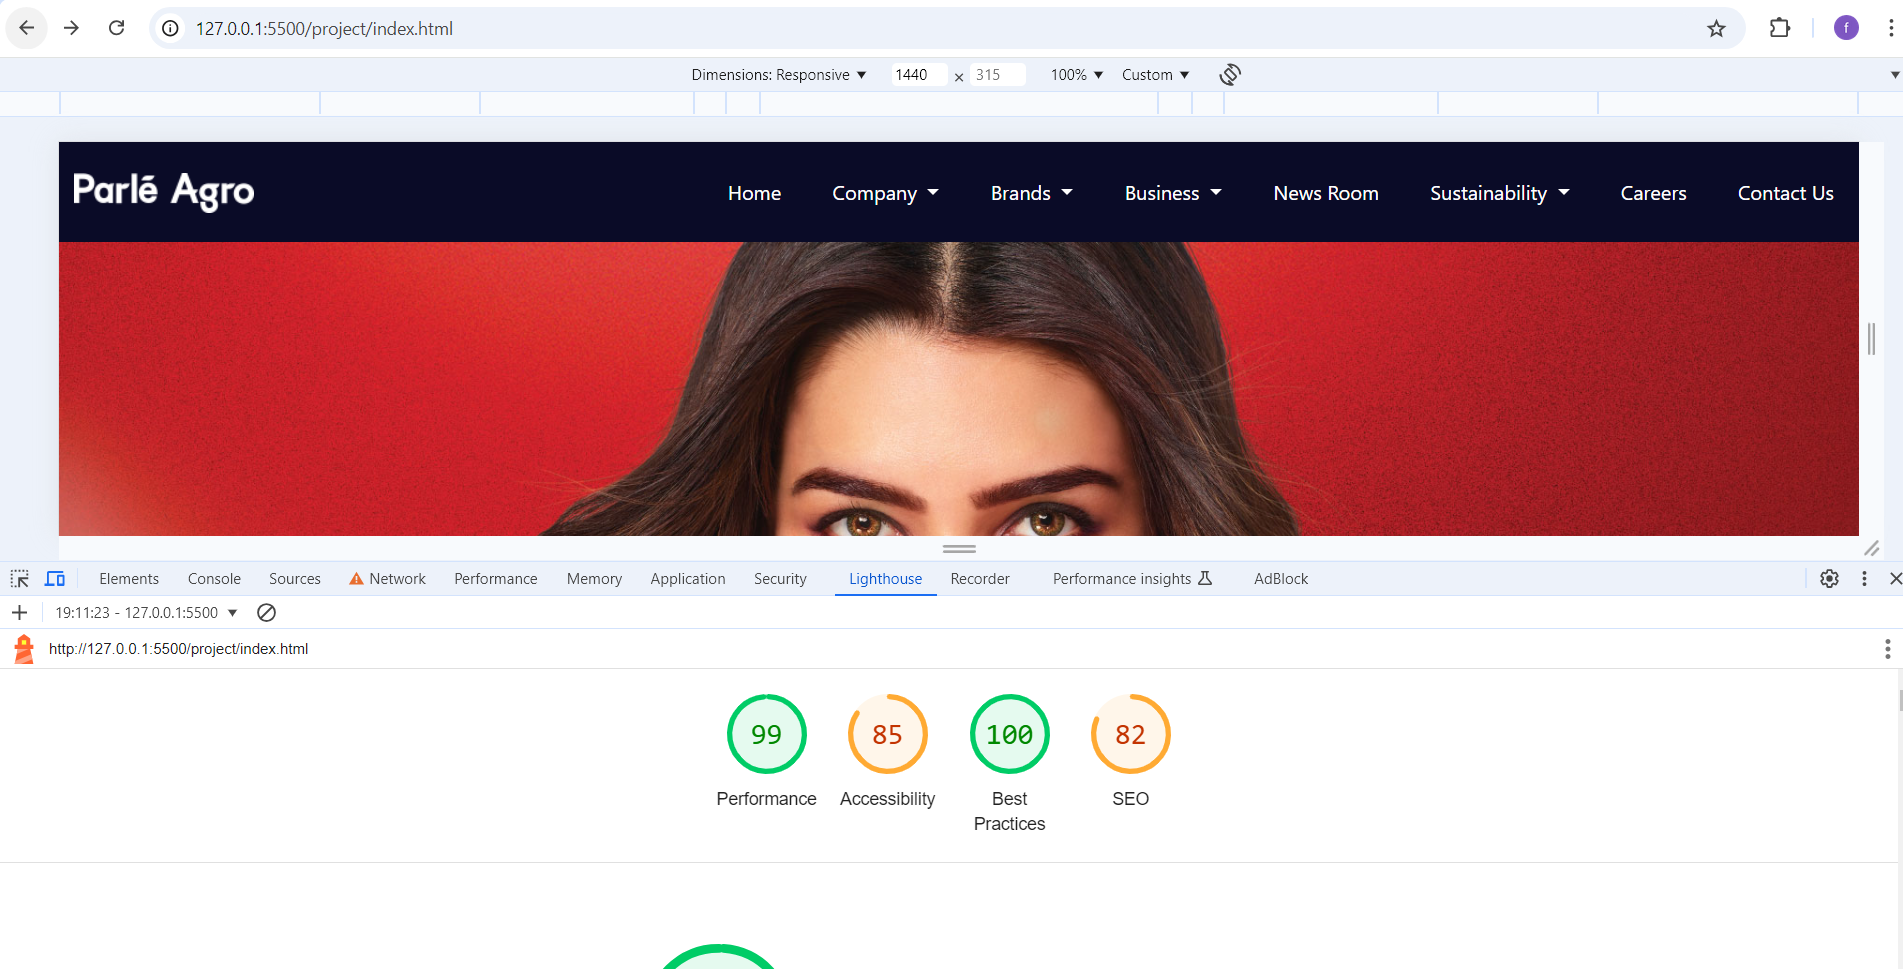 127.0.0.1:5500/project/index.html
f
Dimensions: Responsive 1440 × 315 100% Custom
Parlé Agro Home Company Brands Business News Room Sustainability Careers Contact Us
Elements Console Sources Network Performance Memory Application Security Lighthouse Recorder Performance insights AdBlock
19:11:23 - 127.0.0.1:5500
http://127.0.0.1:5500/project/index.html
99 85 100 82
Performance Accessibility Best Practices SEO